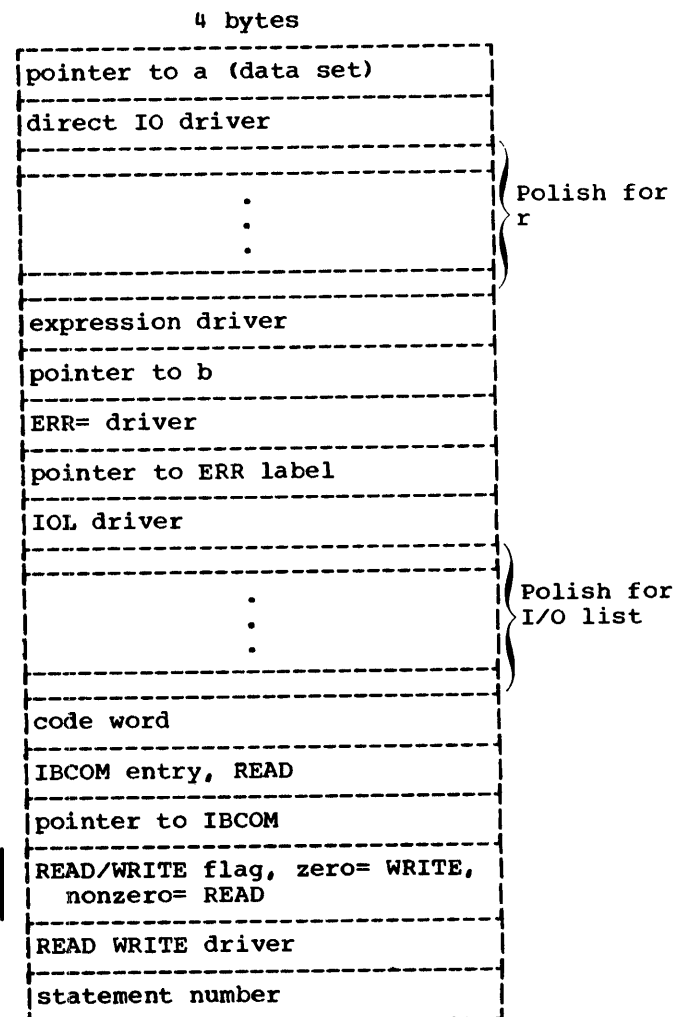 4 bytes
pointer to a (data set)
direct IO driver
.
.
.
Polish for
r
expression driver
pointer to b
ERR= driver
pointer to ERR label
IOL driver
.
.
.
Polish for
I/O list
code word
IBCOM entry, READ
pointer to IBCOM
READ/WRITE flag, zero= WRITE,
nonzero= READ
READ WRITE driver
statement number